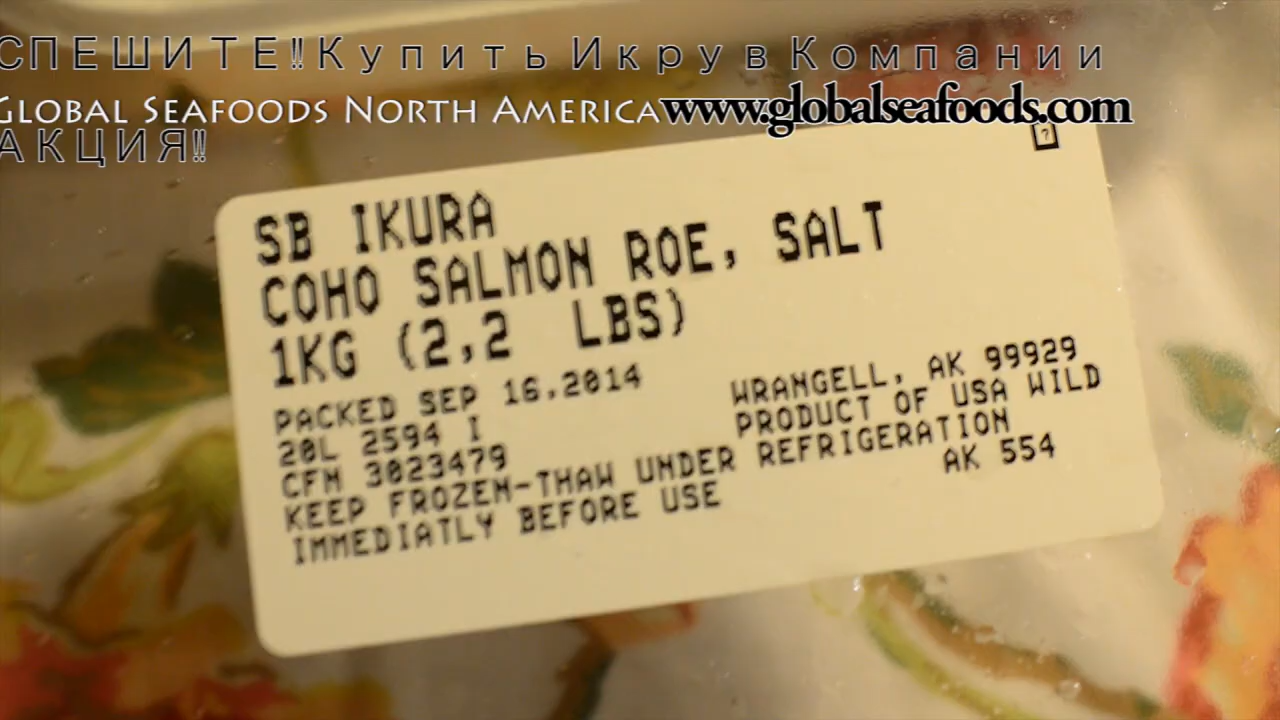 СПЕШИТЕ!! Купить Икру в Компании
GLOBAL SEAFOODS NORTH AMERICA www.globalseafoods.com
АКЦИЯ!!
SB IKURA
COHO SALMON ROE, SALT
1KG (2,2 LBS)
PACKED SEP 16,2014
20L 2594 I
CFM 3023479
WRANGELL, AK 99929
PRODUCT OF USA WILD
KEEP FROZEN-THAW UNDER REFRIGERATION
IMMEDIATLY BEFORE USE
AK 554